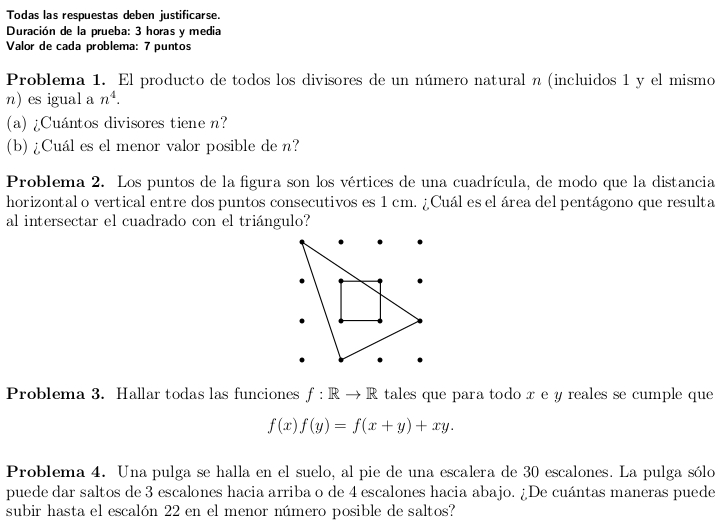 Todas las respuestas deben justificarse.
Duración de la prueba: 3 horas y media
Valor de cada problema: 7 puntos
Problema 1. El producto de todos los divisores de un número natural n (incluidos 1 y el mismo
n) es igual a n⁴.
(a) ¿Cuántos divisores tiene n?
(b) ¿Cuál es el menor valor posible de n?
Problema 2. Los puntos de la figura son los vértices de una cuadrícula, de modo que la distancia
horizontal o vertical entre dos puntos consecutivos es 1 cm. ¿Cuál es el área del pentágono que resulta
al intersectar el cuadrado con el triángulo?
Problema 3. Hallar todas las funciones f : ℝ → ℝ tales que para todo x e y reales se cumple que
f(x)f(y) = f(x + y) + xy.
Problema 4. Una pulga se halla en el suelo, al pie de una escalera de 30 escalones. La pulga sólo
puede dar saltos de 3 escalones hacia arriba o de 4 escalones hacia abajo. ¿De cuántas maneras puede
subir hasta el escalón 22 en el menor número posible de saltos?